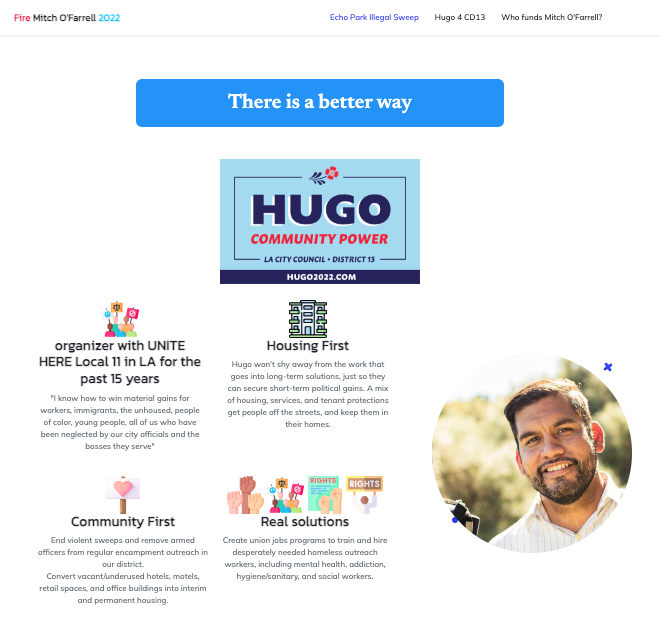 Fire Mitch O'Farrell 2022
Echo Park Illegal Sweep Hugo 4 CD13 Who funds Mitch O'Farrell?
There is a better way
HUGO
COMMUNITY POWER
LA CITY COUNCIL • DISTRICT 13
HUGO2022.COM
organizer with UNITE
HERE Local 11 in LA for the
past 15 years
"I know how to win material gains for
workers, immigrants, the unhoused, people
of color, young people, all of us who have
been neglected by our city officials and the
bosses they serve"
Housing First
Hugo won't shy away from the work that
goes into long-term solutions, just so they
can secure short-term political gains. A mix
of housing, services, and tenant protections
get people off the streets, and keep them in
their homes.
Community First
End violent sweeps and remove armed
officers from regular encampment outreach in
our district.
Convert vacant/underused hotels, motels,
retail spaces, and office buildings into interim
and permanent housing.
RIGHTS
RIGHTS
Real solutions
Create union jobs programs to train and hire
desperately needed homeless outreach
workers, including mental health, addiction,
hygiene/sanitary, and social workers.